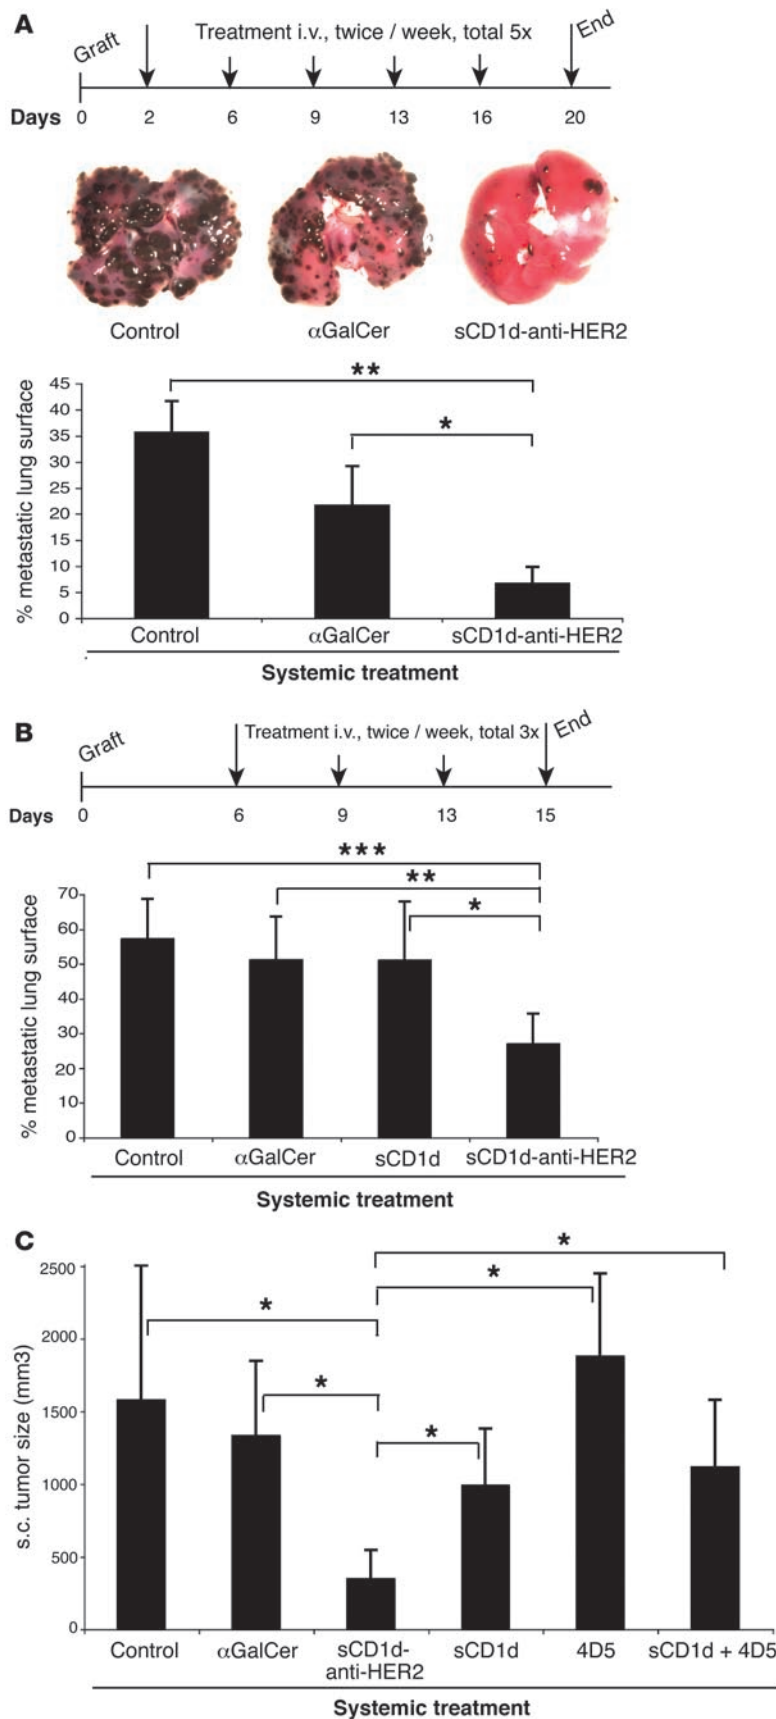 A
Graft
Treatment i.v., twice / week, total 5x
End
Days 0 2 6 9 13 16 20
Control αGalCer sCD1d-anti-HER2
% metastatic lung surface
45
40
35
30
25
20
15
10
5
0
**
*
Control αGalCer sCD1d-anti-HER2
Systemic treatment
B
Graft
Treatment i.v., twice / week, total 3x
End
Days 0 6 9 13 15
% metastatic lung surface
70
60
50
40
30
20
10
0
***
**
*
Control αGalCer sCD1d sCD1d-anti-HER2
Systemic treatment
C
s.c. tumor size (mm3)
2500
2000
1500
1000
500
0
*
*
*
*
*
Control αGalCer sCD1d-anti-HER2 sCD1d 4D5 sCD1d + 4D5
Systemic treatment